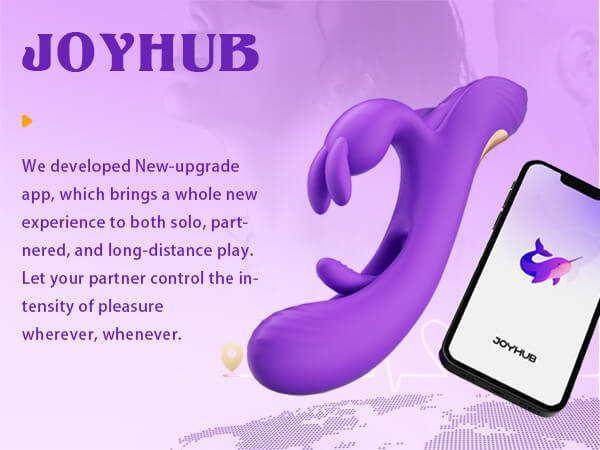 JOYHUB
We developed New-upgrade
app, which brings a whole new
experience to both solo, part-
nered, and long-distance play.
Let your partner control the in-
tensity of pleasure
wherever, whenever.
JOYHUB